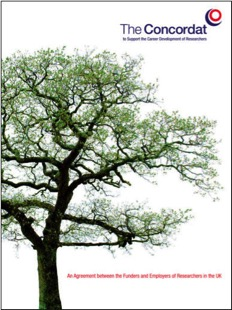 The Concordat
to Support the Career Development of Researchers
An Agreement between the Funders and Employers of Researchers in the UK